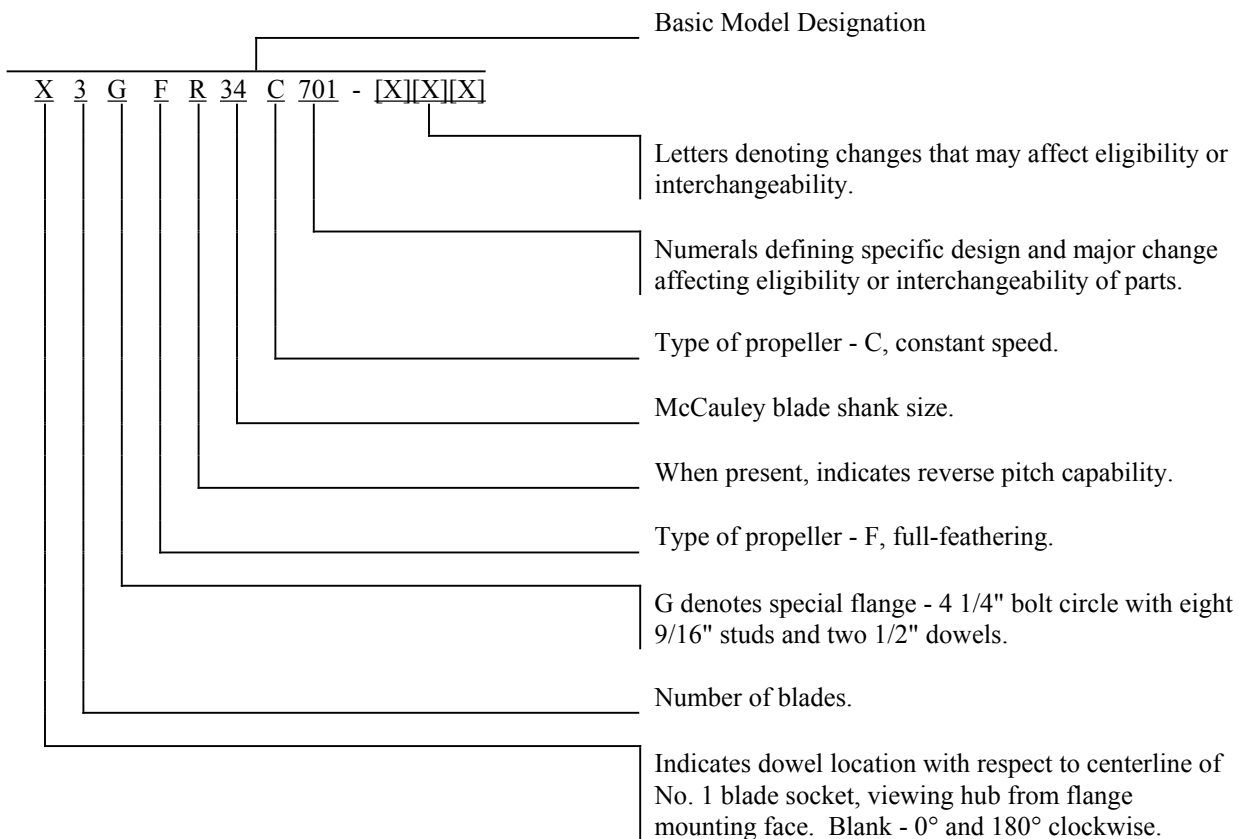 Basic Model Designation
X 3 G F R 34 C 701 - [X][X][X]
Letters denoting changes that may affect eligibility or
interchangeability.
Numerals defining specific design and major change
affecting eligibility or interchangeability of parts.
Type of propeller - C, constant speed.
McCauley blade shank size.
When present, indicates reverse pitch capability.
Type of propeller - F, full-feathering.
G denotes special flange - 4 1/4" bolt circle with eight
9/16" studs and two 1/2" dowels.
Number of blades.
Indicates dowel location with respect to centerline of
No. 1 blade socket, viewing hub from flange
mounting face.  Blank - 0° and 180° clockwise.